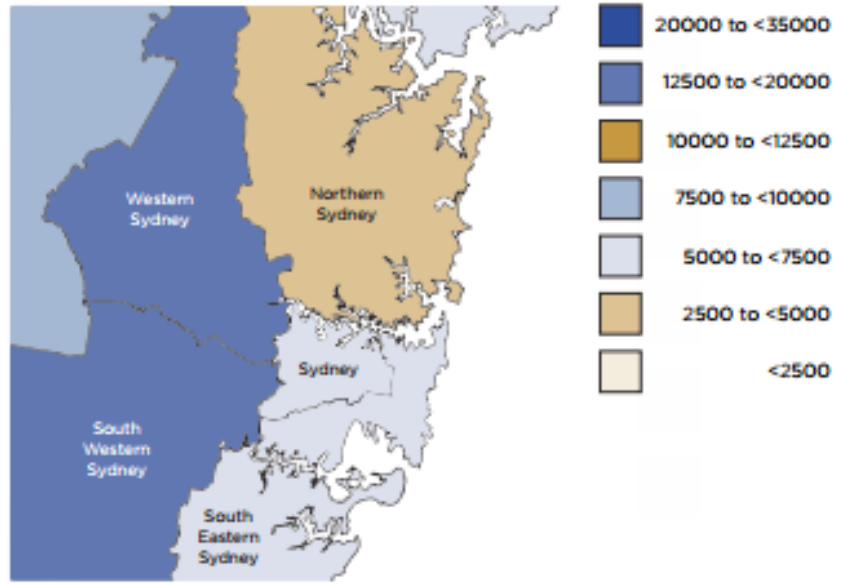 20000 to <35000
12500 to <20000
10000 to <12500
7500 to <10000
5000 to <7500
2500 to <5000
<2500
Western
Sydney
Northern
Sydney
Sydney
South
Western
Sydney
South
Eastern
Sydney